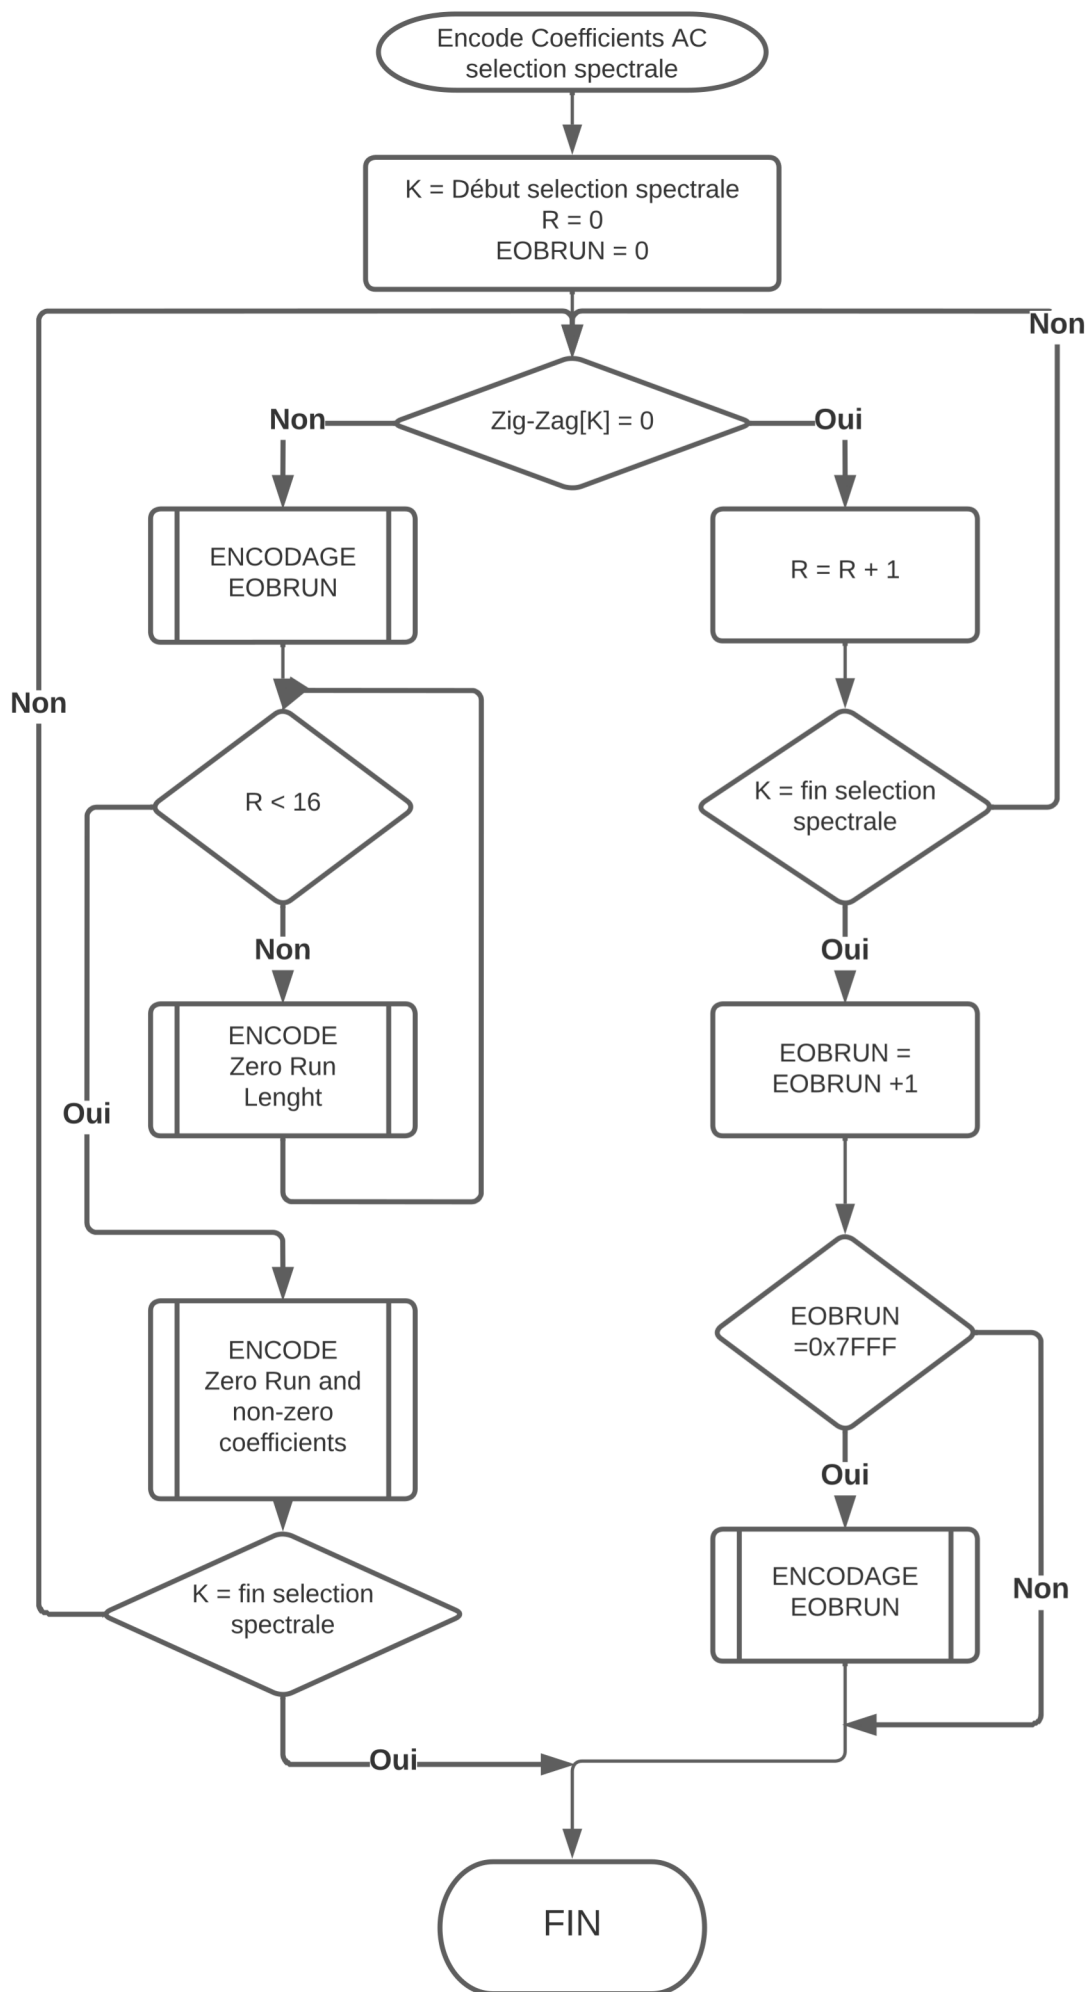 Encode Coefficients AC
selection spectrale
K = Début selection spectrale
R = 0
EOBRUN = 0
Non
Zig-Zag[K] = 0
Non
Oui
ENCODAGE
EOBRUN
R = R + 1
Non
R < 16
K = fin selection
spectrale
Non
Oui
ENCODE
Zero Run
Lenght
EOBRUN =
EOBRUN +1
Oui
ENCODE
Zero Run and
non-zero
coefficients
EOBRUN
=0x7FFF
Oui
K = fin selection
spectrale
ENCODAGE
EOBRUN
Non
Oui
FIN